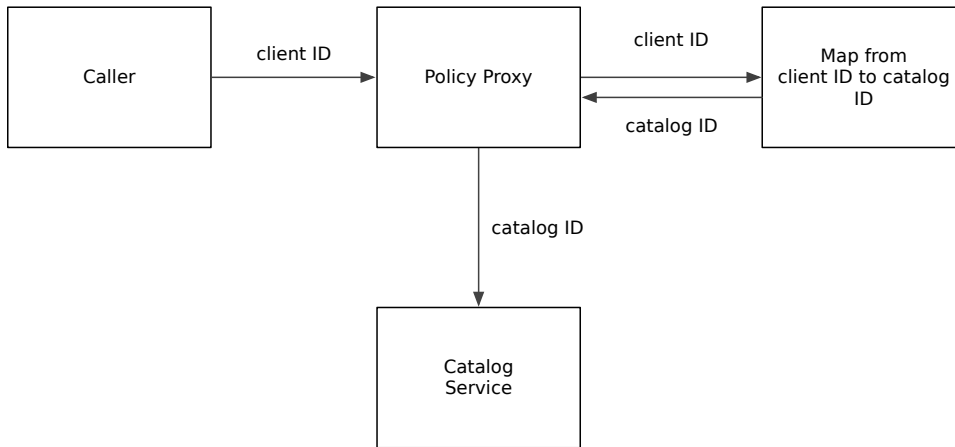 client ID
client ID
Caller
Policy Proxy
Map from
client ID to catalog
ID
catalog ID
catalog ID
Catalog
Service